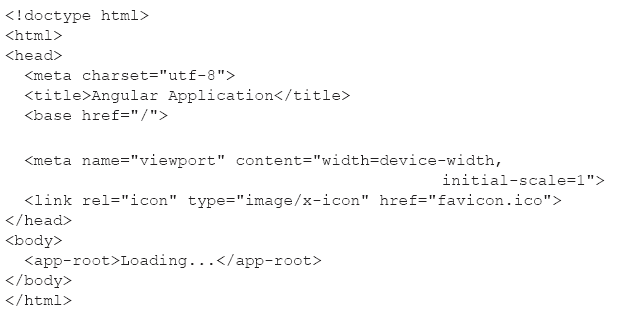 <!doctype html>
<html>
<head>
  <meta charset="utf-8">
  <title>Angular Application</title>
  <base href="/">

  <meta name="viewport" content="width=device-width,
                                              initial-scale=1">
  <link rel="icon" type="image/x-icon" href="favicon.ico">
</head>
<body>
  <app-root>Loading...</app-root>
</body>
</html>